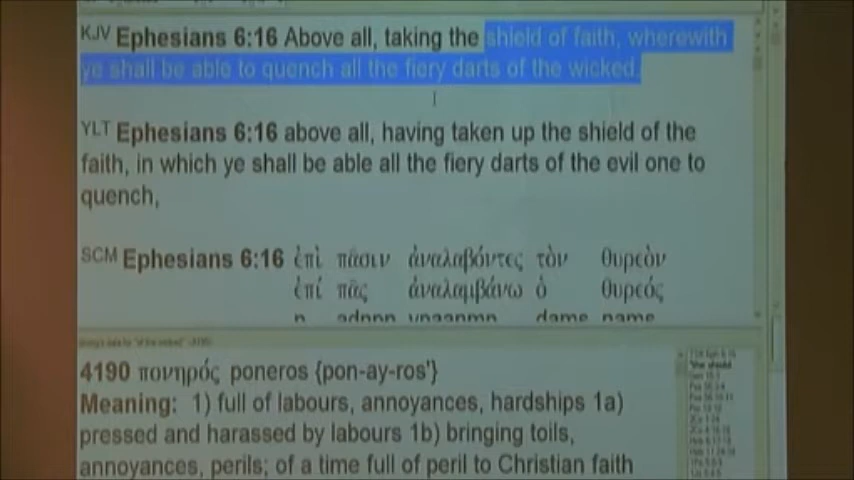 KJV Ephesians 6:16 Above all, taking the shield of faith, wherewith
ye shall be able to quench all the fiery darts of the wicked.
YLT Ephesians 6:16 above all, having taken up the shield of the
faith, in which ye shall be able all the fiery darts of the evil one to
quench,
SCM Ephesians 6:16 ἐπὶ πᾶσιν ἀναλαβόντες τὸν θυρεὸν
ἐπί πᾶς ἀναλαμβάνω ὁ θυρεός
4190 πονηρός poneros {pon-ay-ros'}
Meaning: 1) full of labours, annoyances, hardships 1a)
pressed and harassed by labours 1b) bringing toils,
annoyances, perils; of a time full of peril to Christian faith